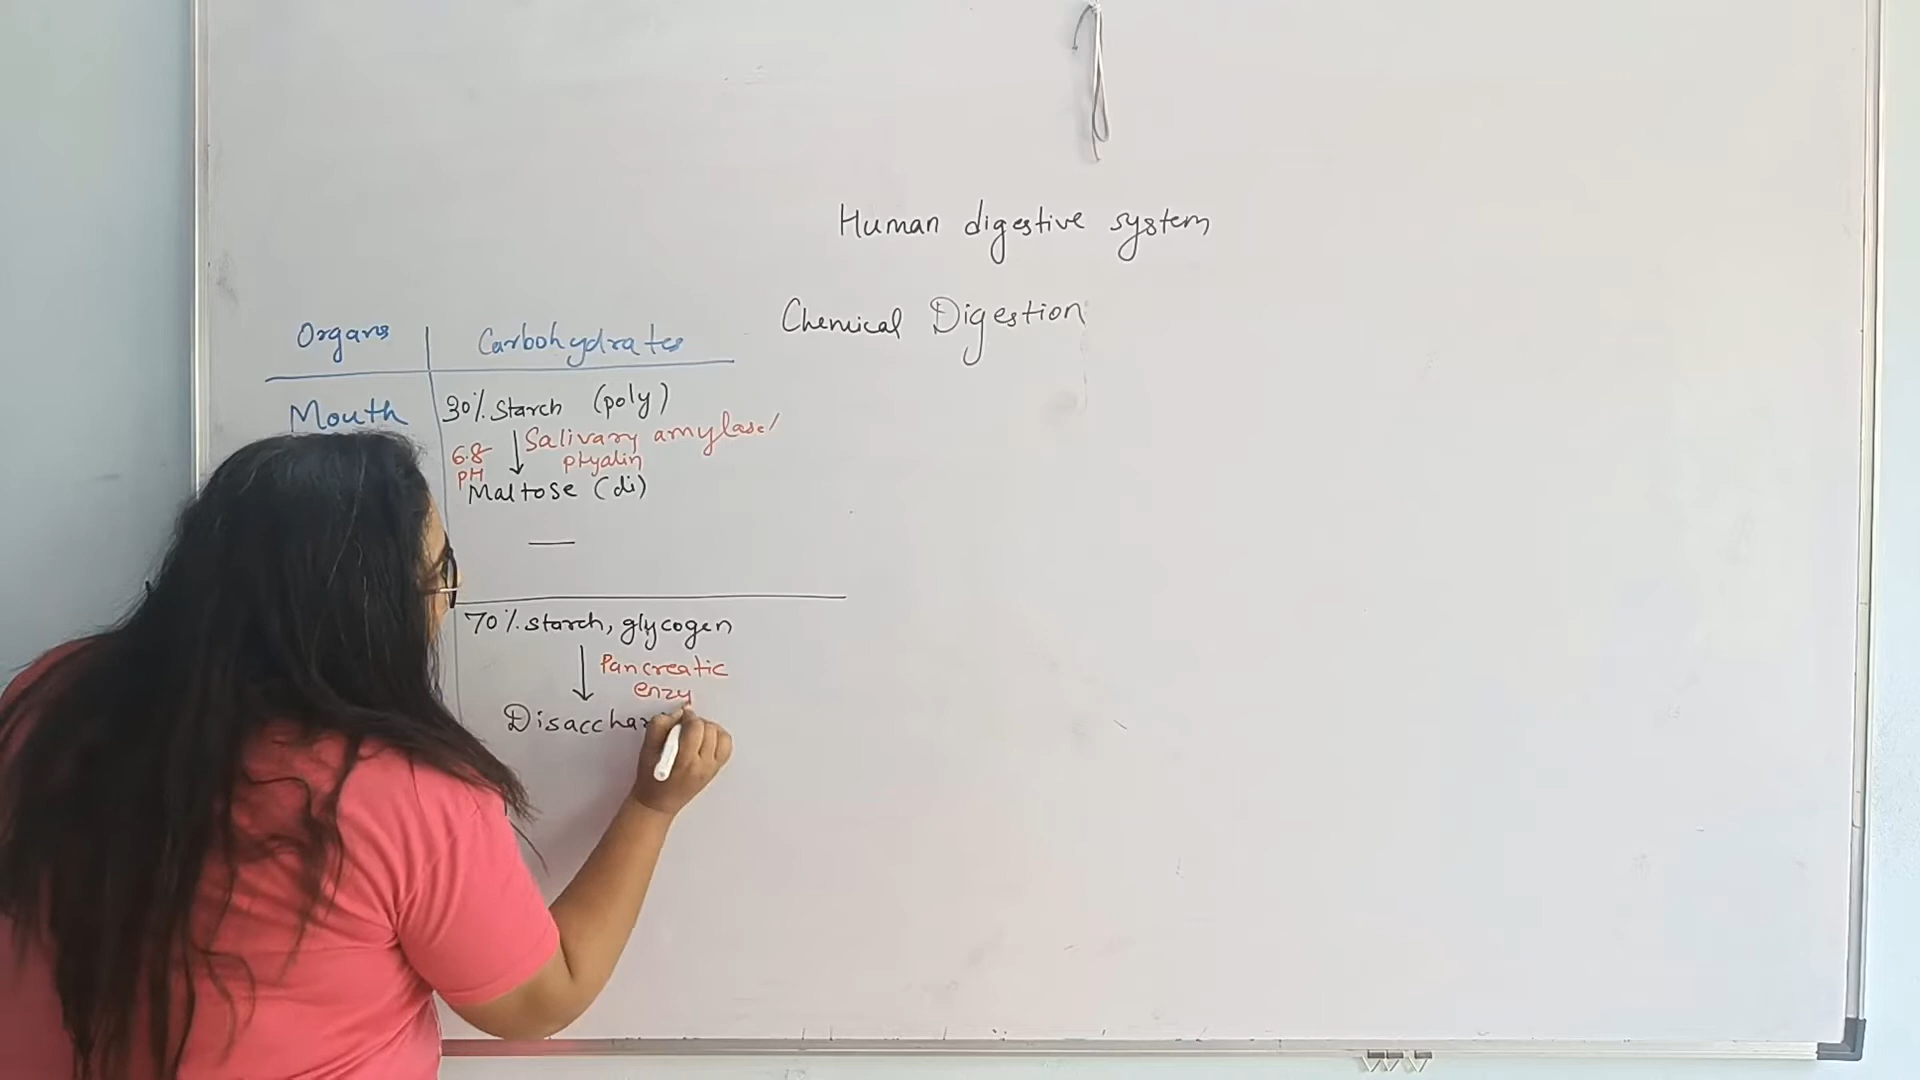 Human digestive system
Chemical Digestion
Organs Carbohydrates
Mouth 30% Starch (poly)
Salivary amylase/
6.8 ptyalin
pH
Maltose (di)
—
70% starch, glycogen
Pancreatic
enzy